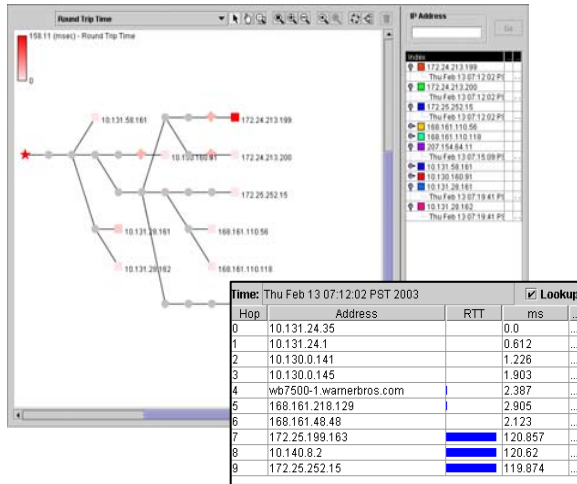 Round Trip Time
158.11 (msec) - Round Trip Time
0
10.131.58.161
172.24.213.199
10.130.160.91
172.24.213.200
172.25.252.15
10.131.28.161
168.161.110.56
10.131.28.162
168.161.110.118
IP Address
Go
Index
172.24.213.199
Thu Feb 13 07:12:02 PS
172.24.213.200
Thu Feb 13 07:12:02 PS
172.25.252.15
Thu Feb 13 07:12:02 PS
168.161.110.56
168.161.110.118
207.154.84.11
Thu Feb 13 07:15:09 PS
10.131.58.161
10.130.160.91
10.131.28.161
Thu Feb 13 07:19:41 PS
10.131.28.162
Thu Feb 13 07:19:41 PS
Time: Thu Feb 13 07:12:02 PST 2003 Lookup
Hop Address RTT ms ...
0 10.131.24.35 0.0 ...
1 10.131.24.1 0.612 ...
2 10.130.0.141 1.226 ...
3 10.130.0.145 1.903 ...
4 wb7500-1.warnerbros.com 2.387 ...
5 168.161.218.129 2.905 ...
6 168.161.48.48 2.123 ...
7 172.25.199.163 120.857 ...
8 10.140.8.2 120.62 ...
9 172.25.252.15 119.874 ...